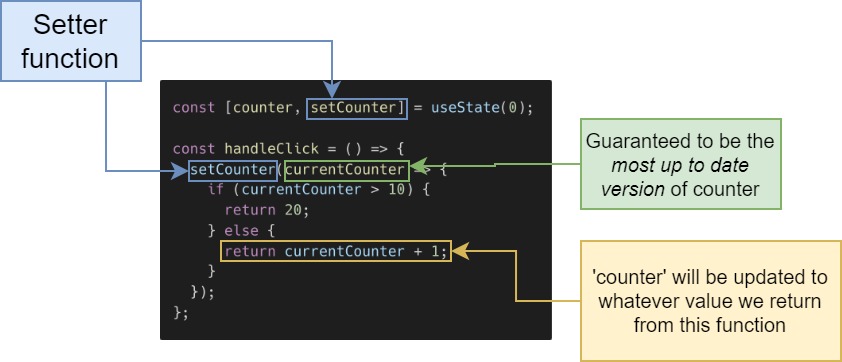 Setter
function
const [counter, setCounter] = useState(0);
const handleClick = () => {
setCounter(currentCounter => {
if (currentCounter > 10) {
return 20;
} else {
return currentCounter + 1;
}
});
};
Guaranteed to be the
most up to date
version of counter
'counter' will be updated to
whatever value we return
from this function